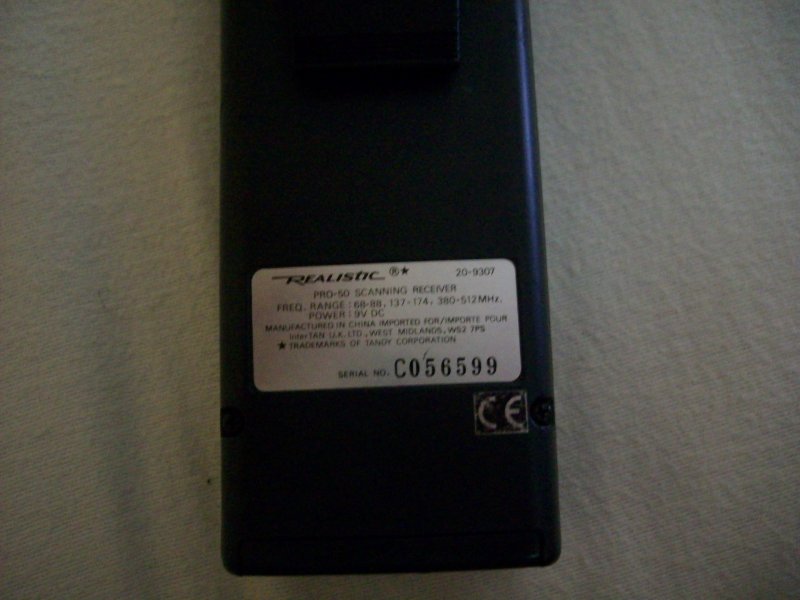 REALISTIC ®★ 20-9307
PRO-50 SCANNING RECEIVER
FREQ. RANGE: 68-88, 137-174, 380-512MHz.
POWER: 9V DC
MANUFACTURED IN CHINA IMPORTED FOR/IMPORTE POUR
InterTAN U.K. LTD., WEST MIDLANDS, WS2 7PS
★ TRADEMARKS OF TANDY CORPORATION
SERIAL NO. C056599
CE